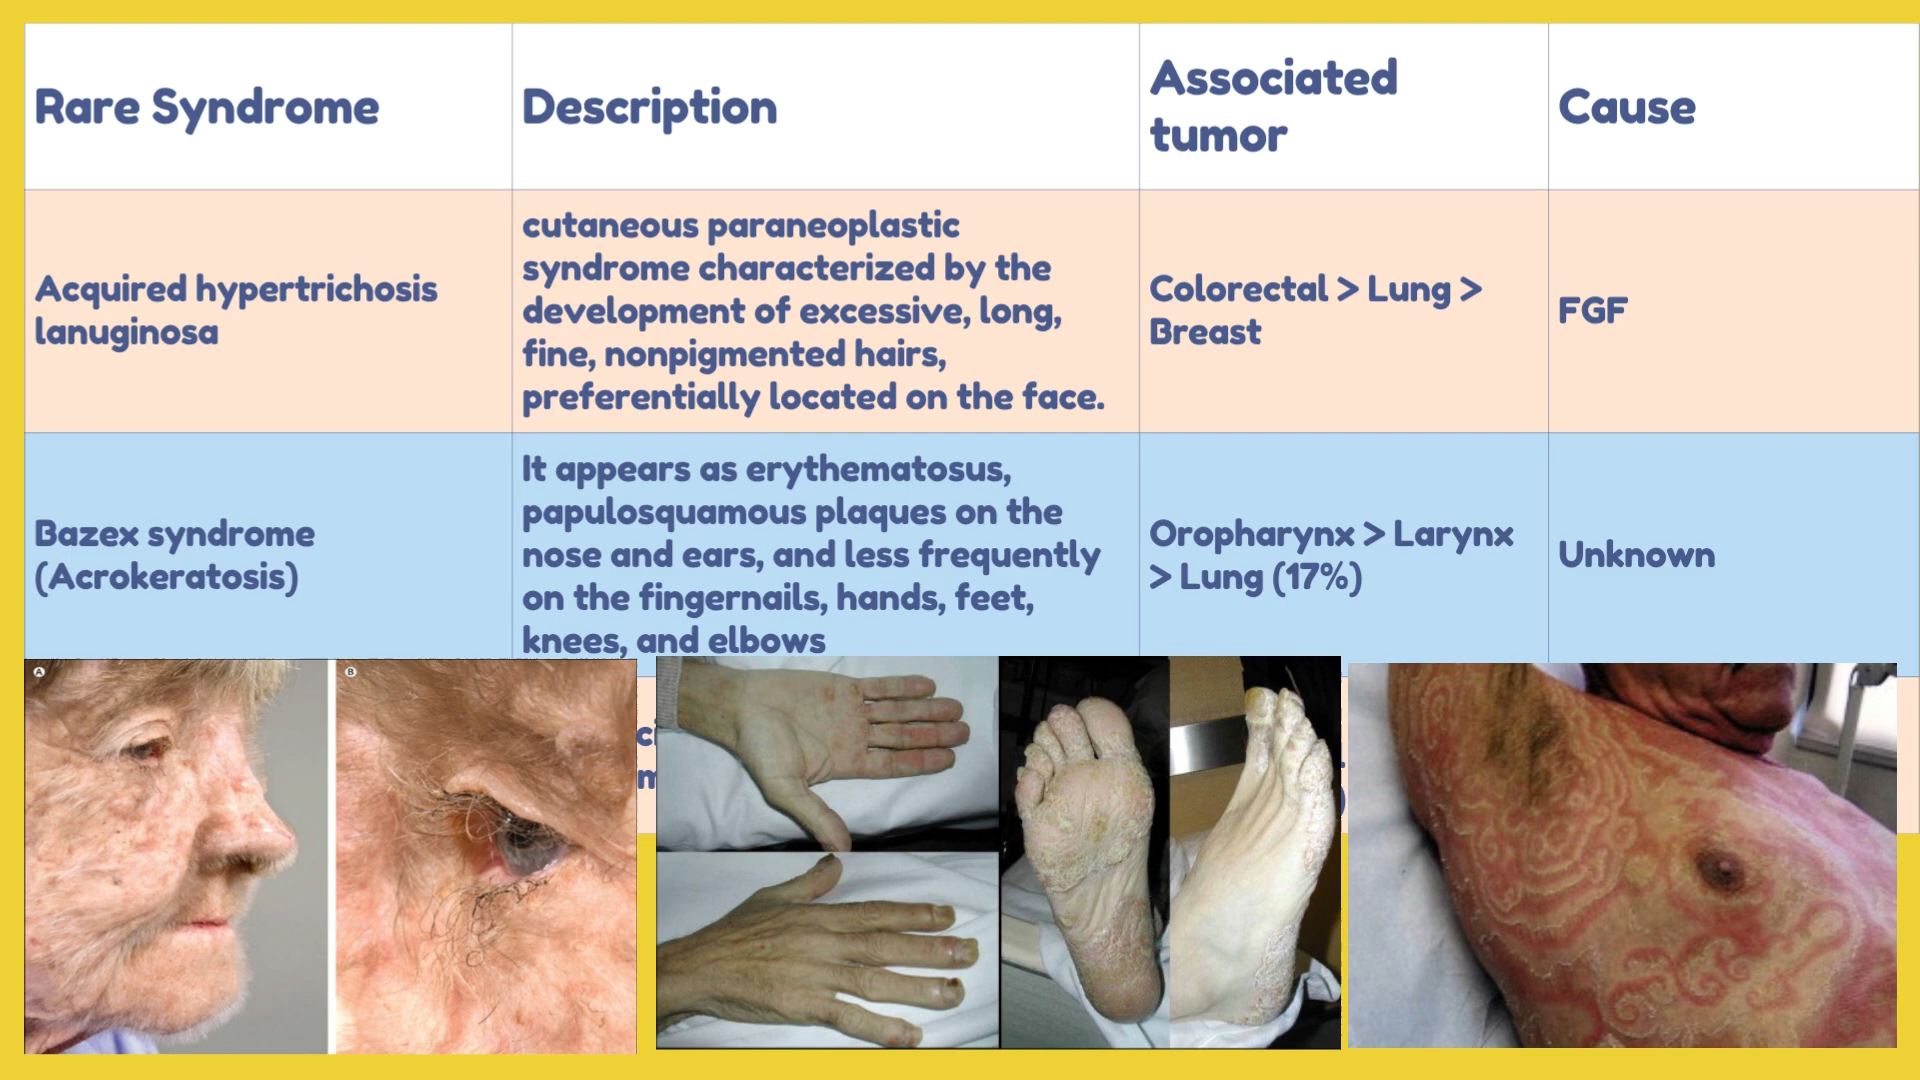 Rare Syndrome
Description
Associated
tumor
Cause
Acquired hypertrichosis
lanuginosa
cutaneous paraneoplastic
syndrome characterized by the
development of excessive, long,
fine, nonpigmented hairs,
preferentially located on the face.
Colorectal > Lung >
Breast
FGF
Bazex syndrome
(Acrokeratosis)
It appears as erythematosus,
papulosquamous plaques on the
nose and ears, and less frequently
on the fingernails, hands, feet,
knees, and elbows
Oropharynx > Larynx
> Lung (17%)
Unknown
A
B